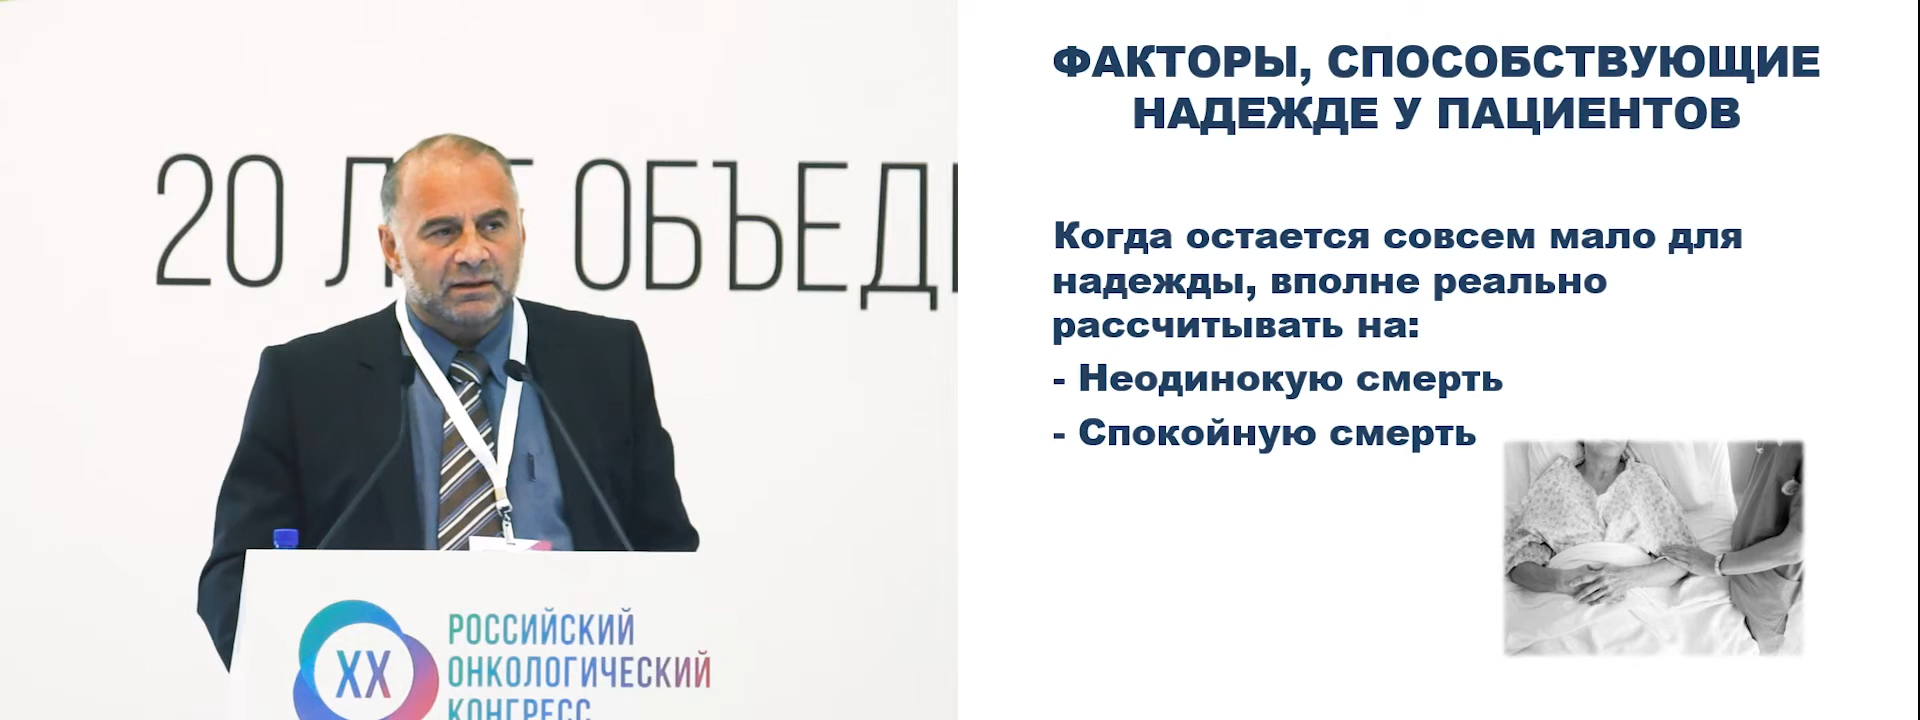 20 ОБЪЕД
XX
РОССИЙСКИЙ
ОНКОЛОГИЧЕСКИЙ
КОНГРЕСС
ФАКТОРЫ, СПОСОБСТВУЮЩИЕ
НАДЕЖДЕ У ПАЦИЕНТОВ
Когда остается совсем мало для
надежды, вполне реально
рассчитывать на:
- Неодинокую смерть
- Спокойную смерть